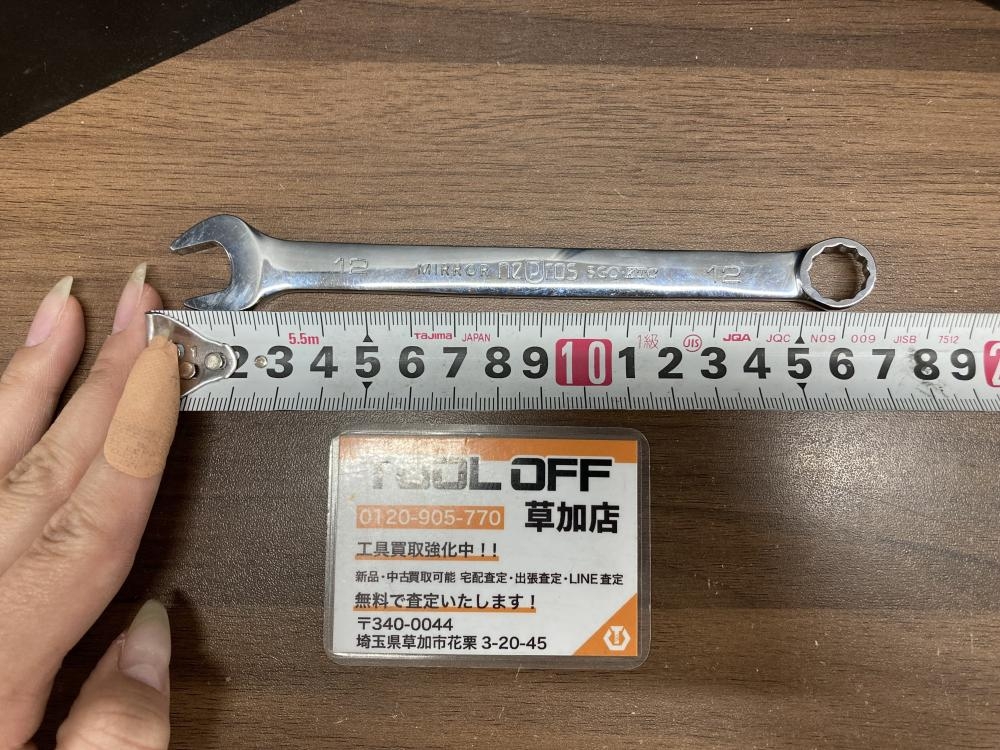 12 MIRROR NEPROS KTC 12
5.5m Tajima JAPAN 1級 JIS JQA JQC N09 009 JISB 7512
2 3 4 5 6 7 8 9 10 1 2 3 4 5 6 7 8 9
TOOL OFF
0120-905-770 草加店
工具買取強化中!!
新品・中古買取可能 宅配査定・出張査定・LINE査定
無料で査定いたします!
〒340-0044
埼玉県草加市花栗 3-20-45